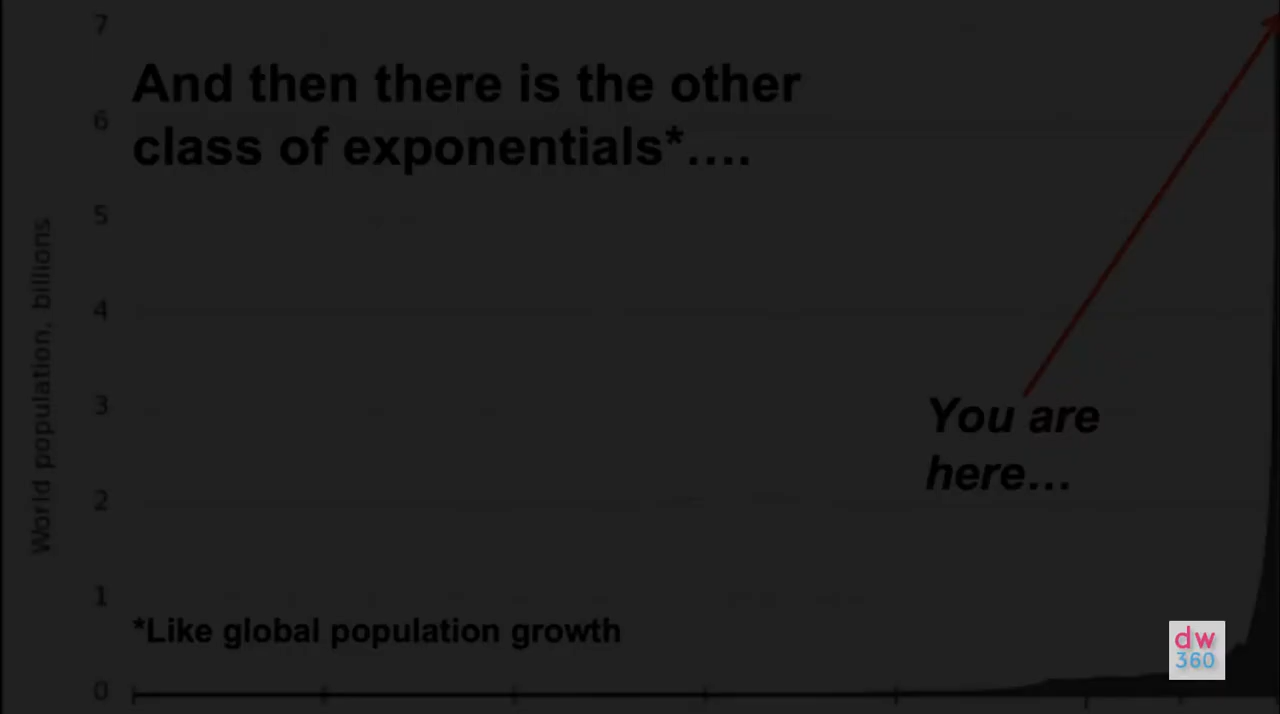 7
And then there is the other
6
class of exponentials*....
5
World population, billions
4
3
You are
here...
2
1
*Like global population growth
dw
360
0